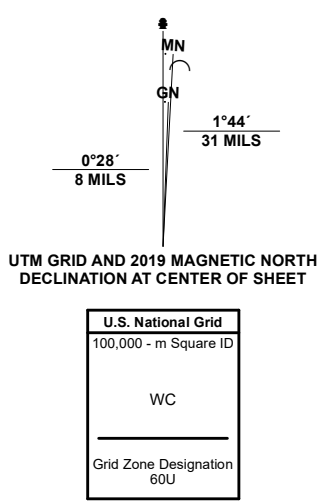 MN
GN
1°44´
31 MILS
0°28´
8 MILS
UTM GRID AND 2019 MAGNETIC NORTH
DECLINATION AT CENTER OF SHEET
U.S. National Grid
100,000 - m Square ID
WC
Grid Zone Designation
60U